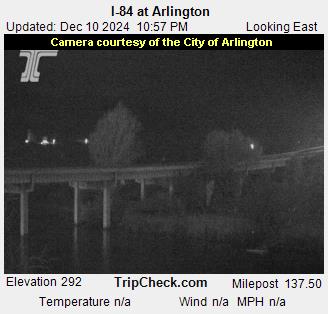 I-84 at Arlington
Updated: Dec 10 2024 10:57 PM Looking East
Camera courtesy of the City of Arlington
Elevation 292 TripCheck.com Milepost 137.50
Temperature n/a Wind n/a MPH n/a